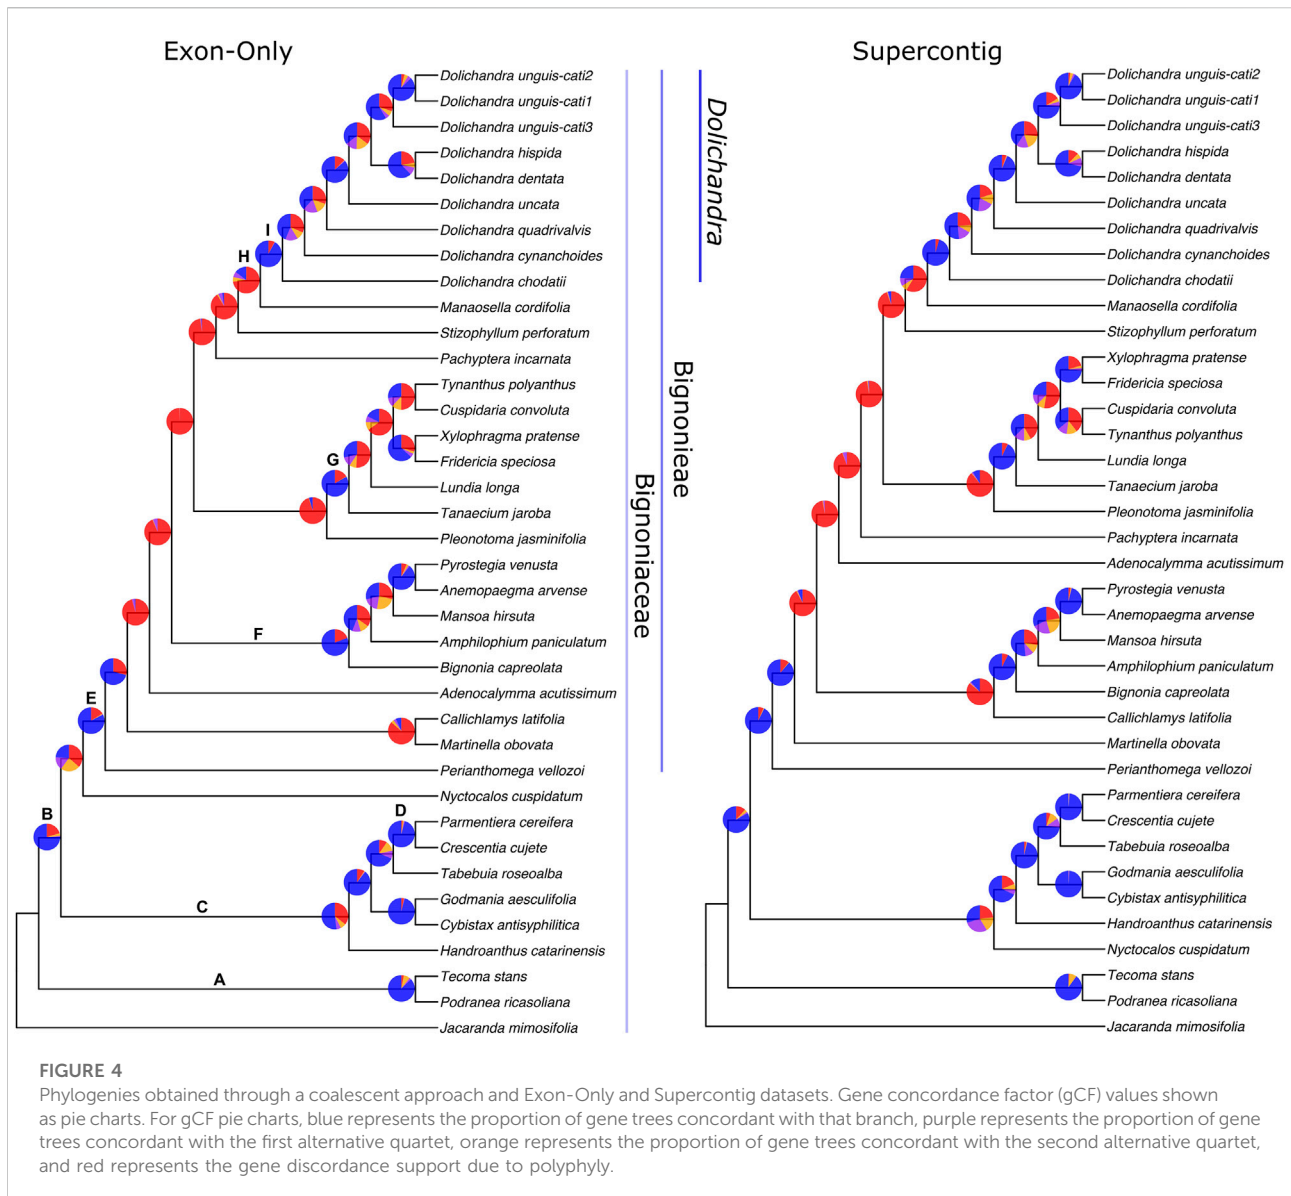 Exon-Only
Dolichandra unguis-cati2
Dolichandra unguis-cati1
Dolichandra unguis-cati3
Dolichandra hispida
Dolichandra dentata
Dolichandra uncata
Dolichandra quadrivalvis
Dolichandra cynanchoides
Dolichandra chodatii
Manaosella cordifolia
Stizophyllum perforatum
Pachyptera incarnata
Tynanthus polyanthus
Cuspidaria convoluta
Xylophragma pratense
Fridericia speciosa
Lundia longa
Tanaecium jaroba
Pleonotoma jasminifolia
Pyrostegia venusta
Anemopaegma arvense
Mansoa hirsuta
Amphilophium paniculatum
Bignonia capreolata
Adenocalymma acutissimum
Callichlamys latifolia
Martinella obovata
Perianthomega vellozoi
Nyctocalos cuspidatum
Parmentiera cereifera
Crescentia cujete
Tabebuia roseoalba
Godmania aesculifolia
Cybistax antisyphilitica
Handroanthus catarinensis
Tecoma stans
Podranea ricasoliana
Jacaranda mimosifolia
I
H
G
F
E
B
D
C
A
Bignoniaceae
Bignonieae
Dolichandra
Supercontig
Dolichandra unguis-cati2
Dolichandra unguis-cati1
Dolichandra unguis-cati3
Dolichandra hispida
Dolichandra dentata
Dolichandra uncata
Dolichandra quadrivalvis
Dolichandra cynanchoides
Dolichandra chodatii
Manaosella cordifolia
Stizophyllum perforatum
Xylophragma pratense
Fridericia speciosa
Cuspidaria convoluta
Tynanthus polyanthus
Lundia longa
Tanaecium jaroba
Pleonotoma jasminifolia
Pachyptera incarnata
Adenocalymma acutissimum
Pyrostegia venusta
Anemopaegma arvense
Mansoa hirsuta
Amphilophium paniculatum
Bignonia capreolata
Callichlamys latifolia
Martinella obovata
Perianthomega vellozoi
Parmentiera cereifera
Crescentia cujete
Tabebuia roseoalba
Godmania aesculifolia
Cybistax antisyphilitica
Handroanthus catarinensis
Nyctocalos cuspidatum
Tecoma stans
Podranea ricasoliana
Jacaranda mimosifolia
FIGURE 4
Phylogenies obtained through a coalescent approach and Exon-Only and Supercontig datasets. Gene concordance factor (gCF) values shown
as pie charts. For gCF pie charts, blue represents the proportion of gene trees concordant with that branch, purple represents the proportion of gene
trees concordant with the first alternative quartet, orange represents the proportion of gene trees concordant with the second alternative quartet,
and red represents the gene discordance support due to polyphyly.